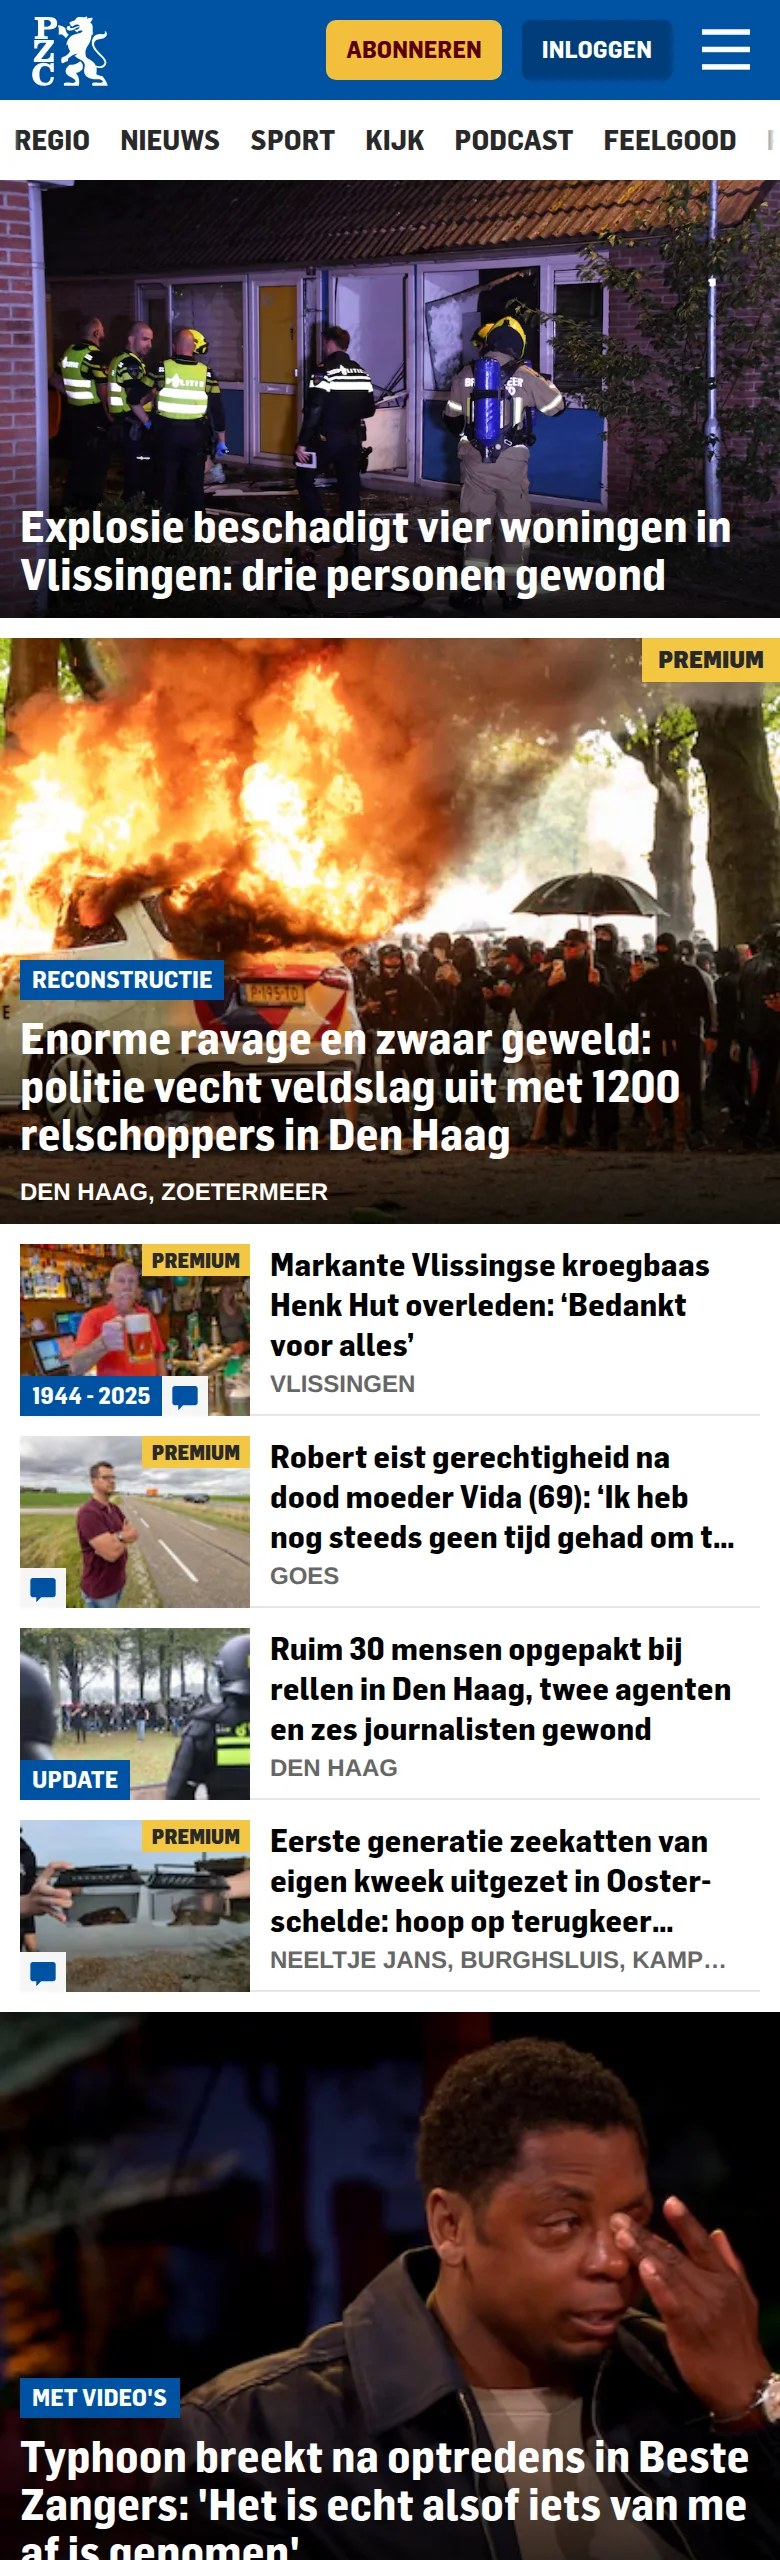 PZC
ABONNEREN
INLOGGEN
REGIO NIEUWS SPORT KIJK PODCAST FEELGOOD
POLITIE
Explosie beschadigt vier woningen in
Vlissingen: drie personen gewond
PREMIUM
RECONSTRUCTIE
Enorme ravage en zwaar geweld:
politie vecht veldslag uit met 1200
relschoppers in Den Haag
DEN HAAG, ZOETERMEER
PREMIUM
1944 - 2025
Markante Vlissingse kroegbaas
Henk Hut overleden: ‘Bedankt
voor alles’
VLISSINGEN
PREMIUM
Robert eist gerechtigheid na
dood moeder Vida (69): ‘Ik heb
nog steeds geen tijd gehad om t...
GOES
UPDATE
Ruim 30 mensen opgepakt bij
rellen in Den Haag, twee agenten
en zes journalisten gewond
DEN HAAG
PREMIUM
Eerste generatie zeekatten van
eigen kweek uitgezet in Ooster-
schelde: hoop op terugkeer...
NEELTJE JANS, BURGHSLUIS, KAMP...
MET VIDEO'S
Typhoon breekt na optredens in Beste
Zangers: 'Het is echt alsof iets van me
af is genomen'